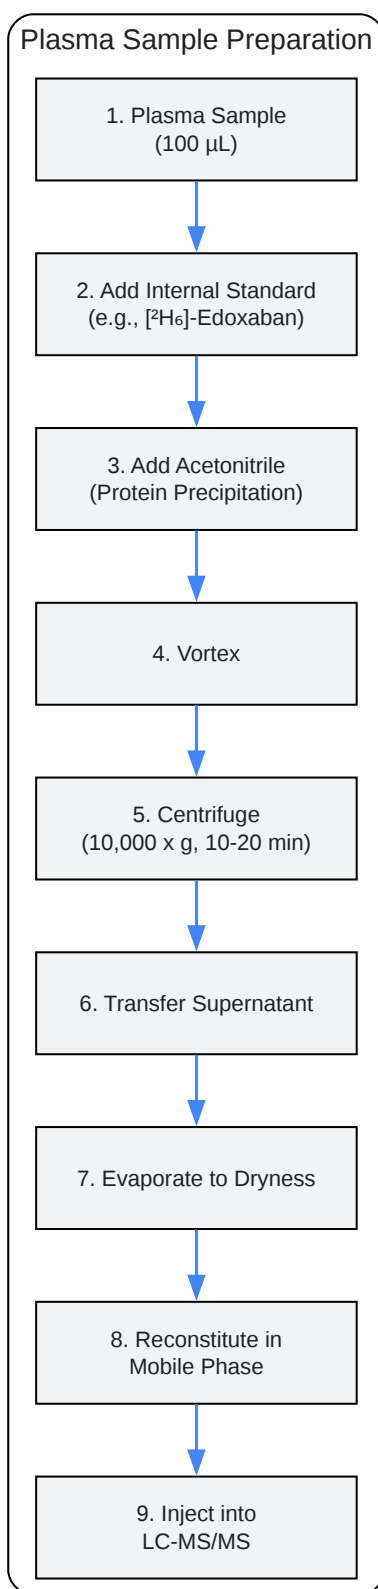 Plasma Sample Preparation
1. Plasma Sample
(100 µL)
2. Add Internal Standard
(e.g., [²H₆]-Edoxaban)
3. Add Acetonitrile
(Protein Precipitation)
4. Vortex
5. Centrifuge
(10,000 x g, 10-20 min)
6. Transfer Supernatant
7. Evaporate to Dryness
8. Reconstitute in
Mobile Phase
9. Inject into
LC-MS/MS